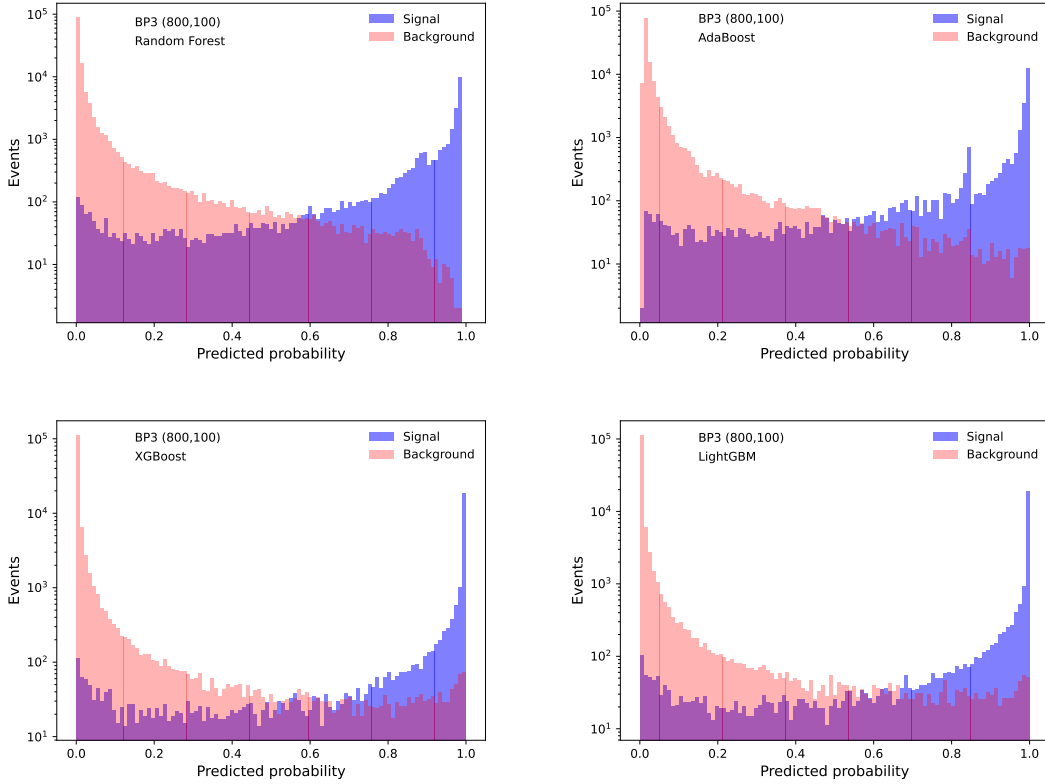 BP3 (800,100)
Random Forest
Signal
Background
Events
10^5
10^4
10^3
10^2
10^1
0.0 0.2 0.4 0.6 0.8 1.0
Predicted probability
BP3 (800,100)
AdaBoost
Signal
Background
Events
10^5
10^4
10^3
10^2
10^1
0.0 0.2 0.4 0.6 0.8 1.0
Predicted probability
BP3 (800,100)
XGBoost
Signal
Background
Events
10^5
10^4
10^3
10^2
10^1
0.0 0.2 0.4 0.6 0.8 1.0
Predicted probability
BP3 (800,100)
LightGBM
Signal
Background
Events
10^5
10^4
10^3
10^2
10^1
0.0 0.2 0.4 0.6 0.8 1.0
Predicted probability